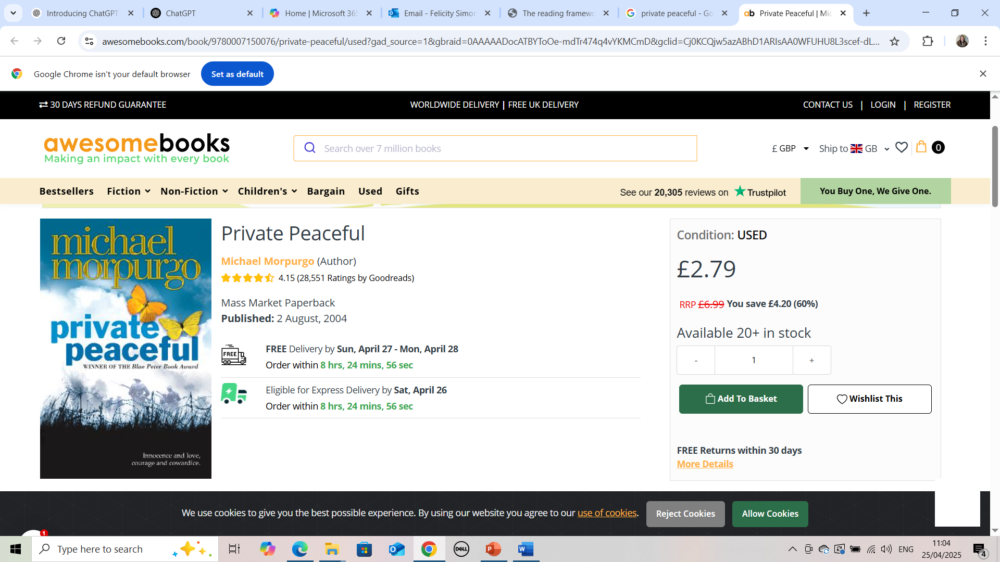 Introducing ChatGPT
ChatGPT
Home | Microsoft 365
Email - Felicity Simon
The reading framewo
private peaceful - Go
ab Private Peaceful | Mic
awesomebooks.com/book/9780007150076/private-peaceful/used?gad_source=1&gbraid=0AAAAADocATBYToOe-mdTr474q4vYKMCmD&gclid=Cj0KCQjw5azABhD1ARIsAA0WFUHU8L3scef-dL...
Google Chrome isn't your default browser
Set as default
30 DAYS REFUND GUARANTEE
WORLDWIDE DELIVERY | FREE UK DELIVERY
CONTACT US | LOGIN | REGISTER
awesomebooks
Making an impact with every book
Search over 7 million books
£ GBP
Ship to GB
0
Bestsellers Fiction Non-Fiction Children's Bargain Used Gifts
See our 20,305 reviews on Trustpilot
You Buy One, We Give One.
michael
morpurgo
private
peaceful
WINNER OF THE Blue Peter Book Award
Innocence and love,
courage and cowardice.
Private Peaceful
Michael Morpurgo (Author)
4.15 (28,551 Ratings by Goodreads)
Mass Market Paperback
Published: 2 August, 2004
FREE
FREE Delivery by Sun, April 27 - Mon, April 28
Order within 8 hrs, 24 mins, 56 sec
Eligible for Express Delivery by Sat, April 26
Order within 8 hrs, 24 mins, 56 sec
Condition: USED
£2.79
RRP £6.99 You save £4.20 (60%)
Available 20+ in stock
- 1 +
Add To Basket
Wishlist This
FREE Returns within 30 days
More Details
We use cookies to give you the best possible experience. By using our website you agree to our use of cookies.
Reject Cookies
Allow Cookies
1
Type here to search
DELL
P
W
ENG
11:04
25/04/2025
4